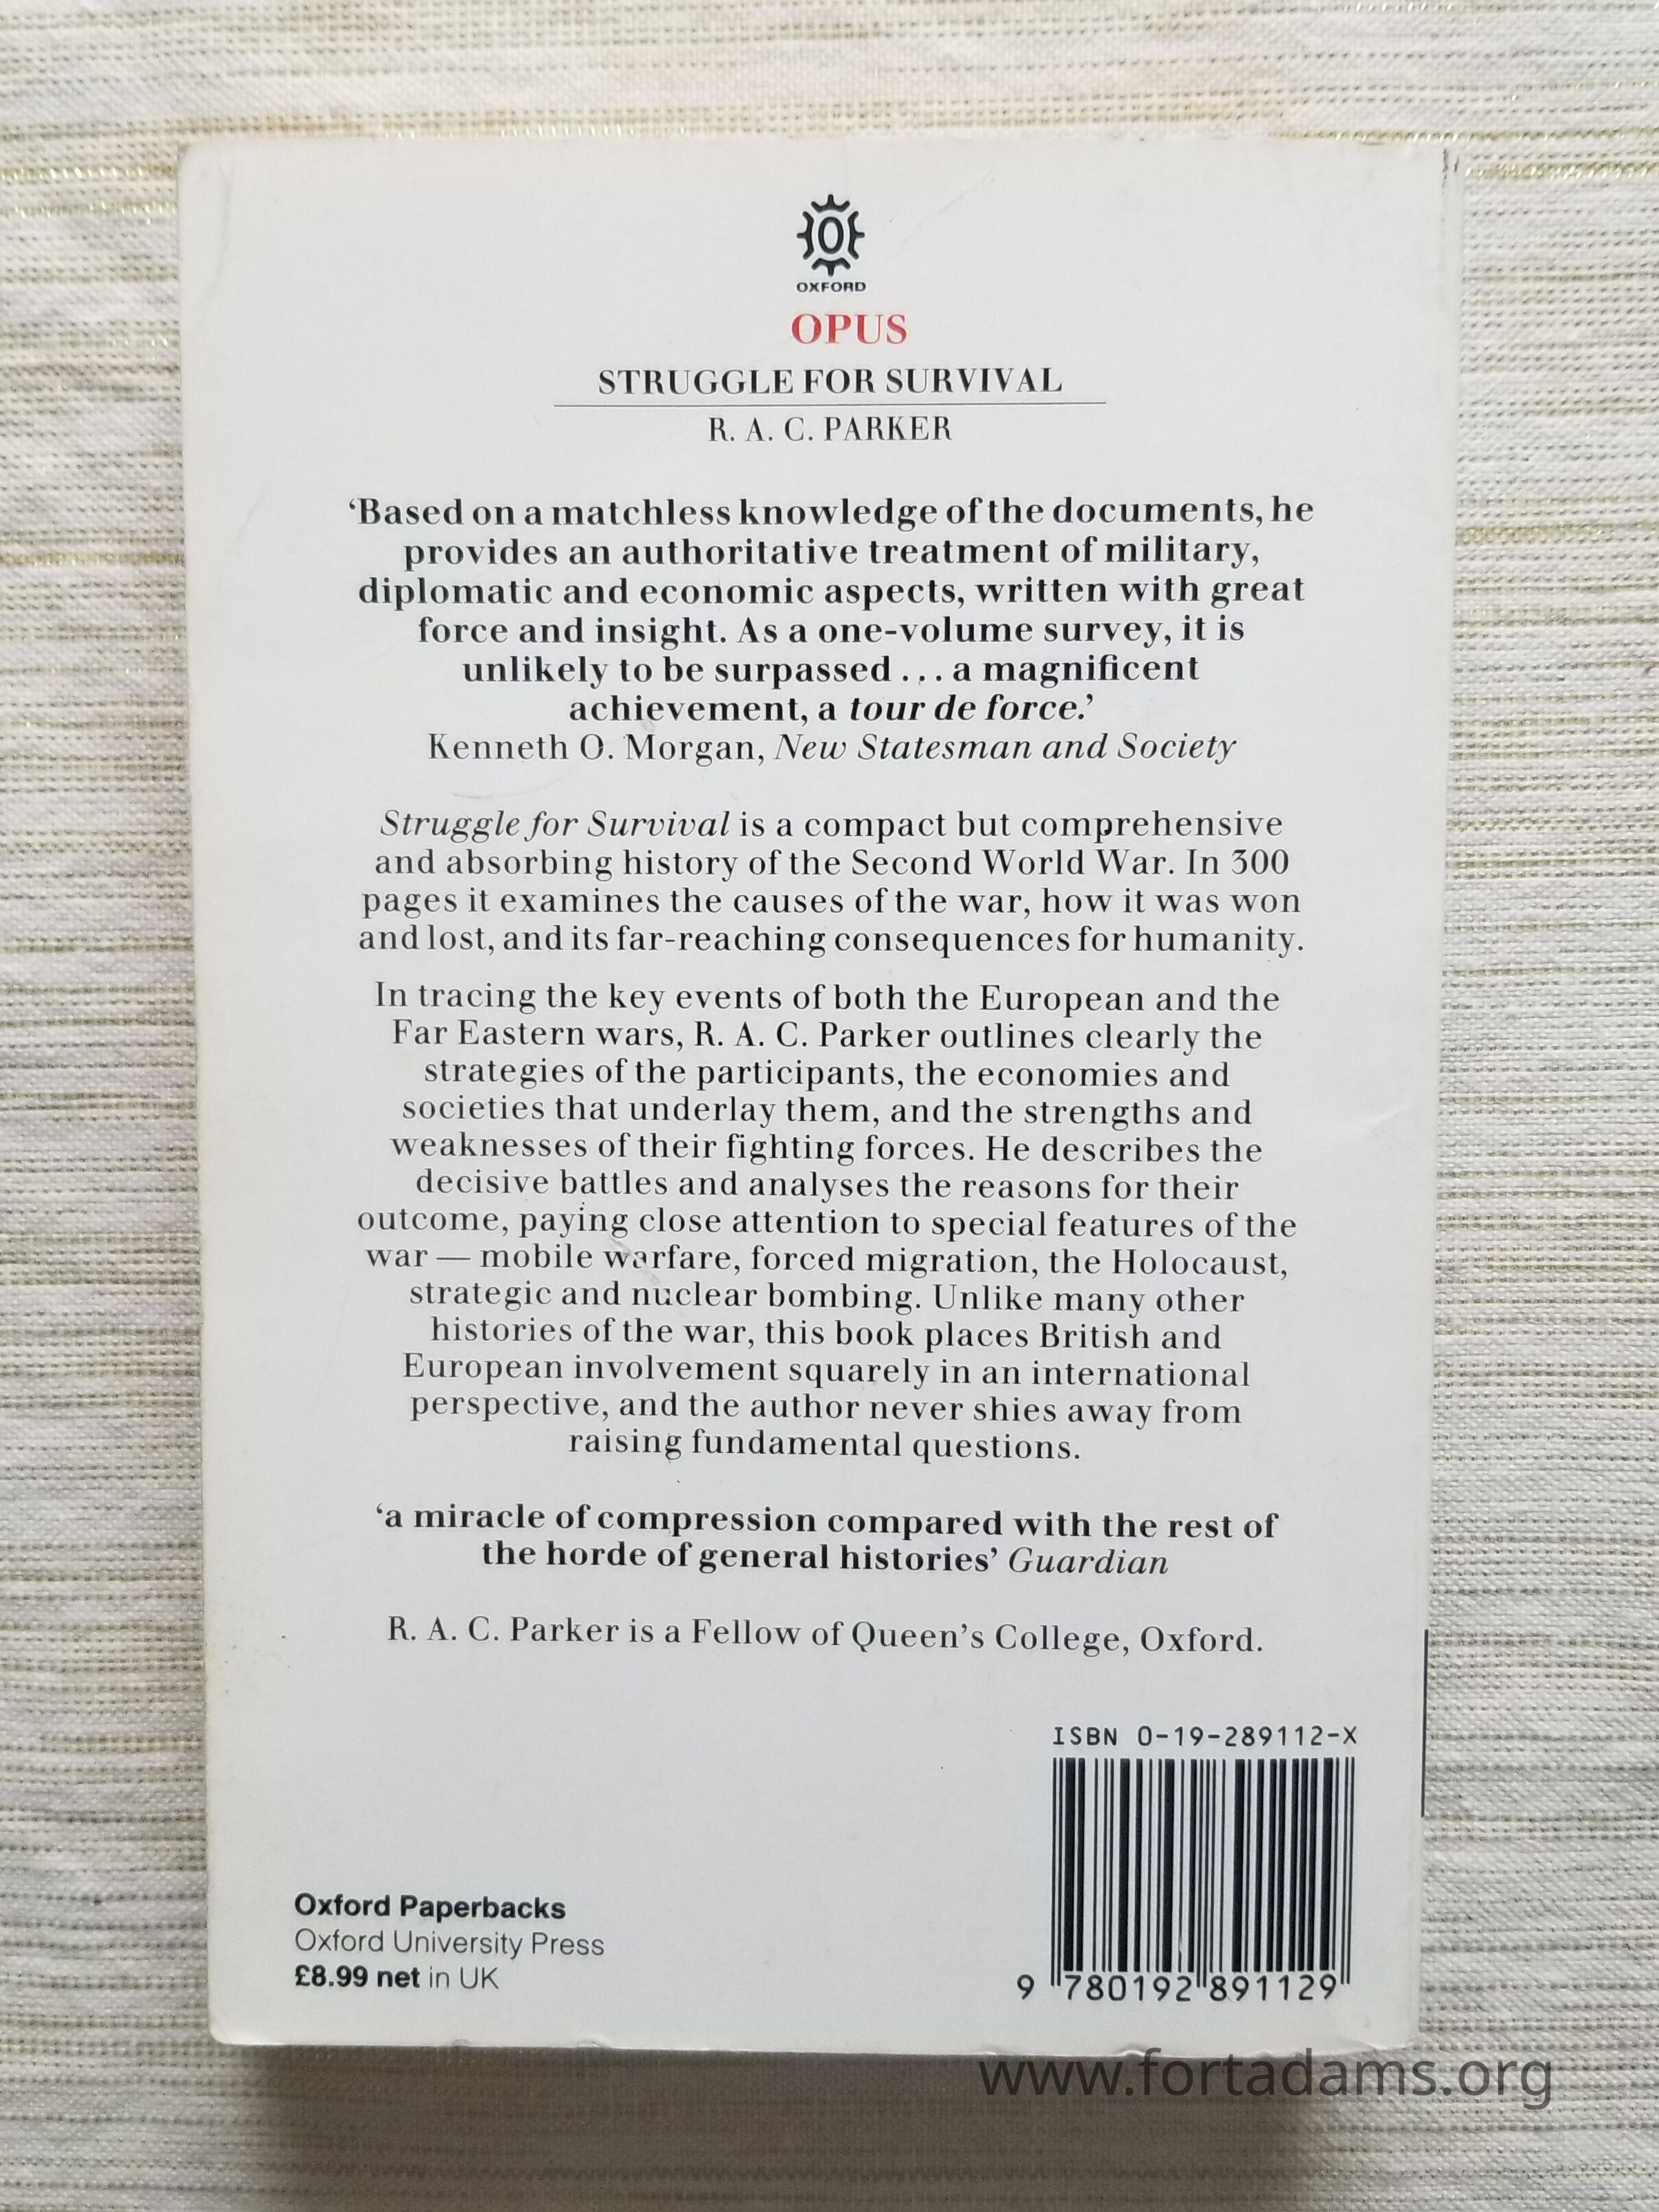 OXFORD
OPUS
STRUGGLE FOR SURVIVAL
R. A. C. PARKER
‘Based on a matchless knowledge of the documents, he
provides an authoritative treatment of military,
diplomatic and economic aspects, written with great
force and insight. As a one-volume survey, it is
unlikely to be surpassed . . . a magnificent
achievement, a tour de force.’
Kenneth O. Morgan, New Statesman and Society
Struggle for Survival is a compact but comprehensive
and absorbing history of the Second World War. In 300
pages it examines the causes of the war, how it was won
and lost, and its far-reaching consequences for humanity.
In tracing the key events of both the European and the
Far Eastern wars, R. A. C. Parker outlines clearly the
strategies of the participants, the economies and
societies that underlay them, and the strengths and
weaknesses of their fighting forces. He describes the
decisive battles and analyses the reasons for their
outcome, paying close attention to special features of the
war — mobile warfare, forced migration, the Holocaust,
strategic and nuclear bombing. Unlike many other
histories of the war, this book places British and
European involvement squarely in an international
perspective, and the author never shies away from
raising fundamental questions.
‘a miracle of compression compared with the rest of
the horde of general histories’ Guardian
R. A. C. Parker is a Fellow of Queen’s College, Oxford.
ISBN 0-19-289112-X
9 780192 891129
Oxford Paperbacks
Oxford University Press
£8.99 net in UK
www.fortadams.org